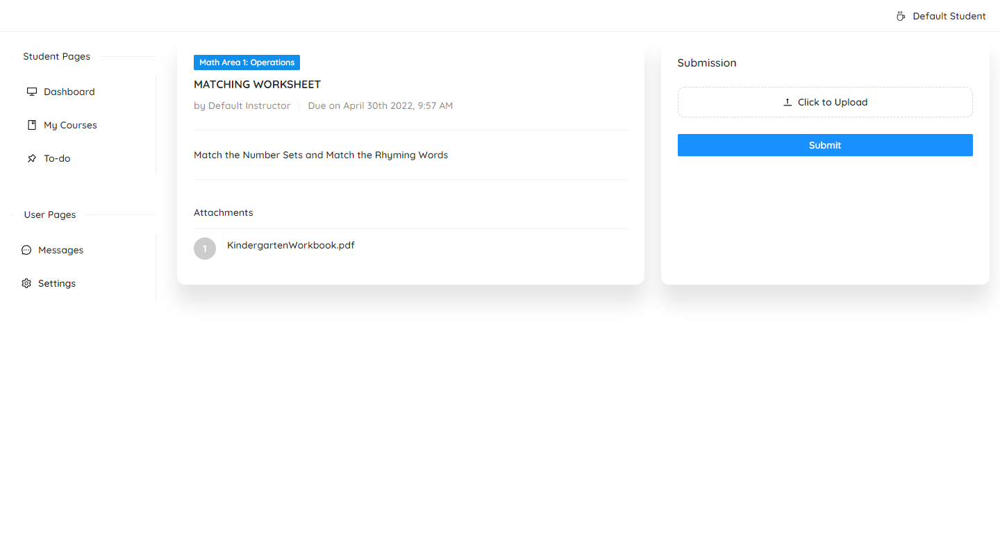 Default Student
Student Pages
Dashboard
My Courses
To-do
User Pages
Messages
Settings
Math Area 1: Operations
MATCHING WORKSHEET
by Default Instructor
Due on April 30th 2022, 9:57 AM
Match the Number Sets and Match the Rhyming Words
Attachments
1
KindergartenWorkbook.pdf
Submission
Click to Upload
Submit